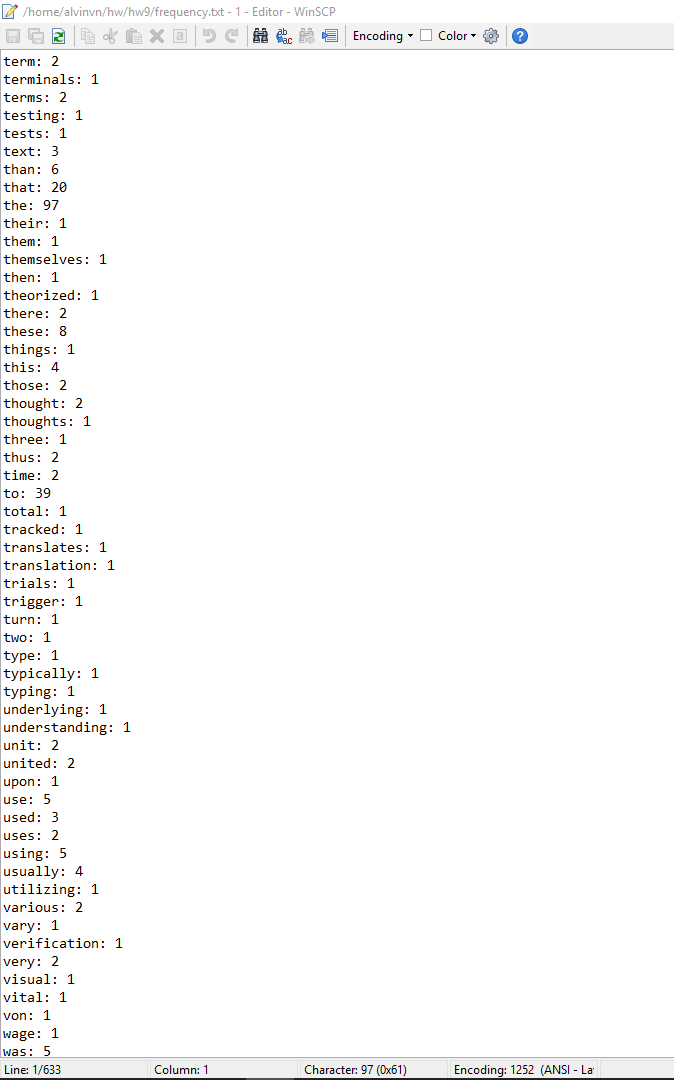 /home/alvinvn/hw/hw9/frequency.txt - 1 - Editor - WinSCP
Encoding Color
term: 2
terminals: 1
terms: 2
testing: 1
tests: 1
text: 3
than: 6
that: 20
the: 97
their: 1
them: 1
themselves: 1
then: 1
theorized: 1
there: 2
these: 8
things: 1
this: 4
those: 2
thought: 2
thoughts: 1
three: 1
thus: 2
time: 2
to: 39
total: 1
tracked: 1
translates: 1
translation: 1
trials: 1
trigger: 1
turn: 1
two: 1
type: 1
typically: 1
typing: 1
underlying: 1
understanding: 1
unit: 2
united: 2
upon: 1
use: 5
used: 3
uses: 2
using: 5
usually: 4
utilizing: 1
various: 2
vary: 1
verification: 1
very: 2
visual: 1
vital: 1
von: 1
wage: 1
was: 5
Line: 1/633 Column: 1 Character: 97 (0x61) Encoding: 1252 (ANSI - La